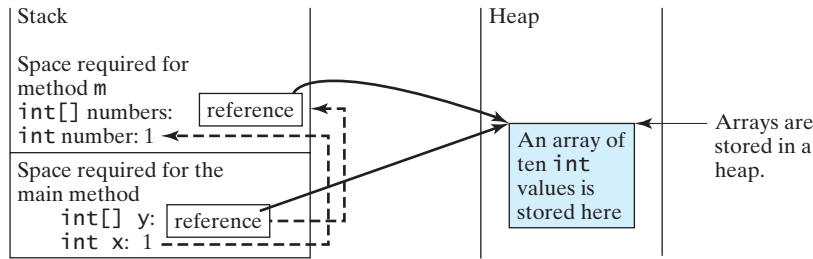 Stack
Heap
Space required for
method m
int[] numbers:
reference
int number: 1
Space required for the
main method
int[] y:
reference
int x: 1
An array of
ten int
values is
stored here
Arrays are
stored in a
heap.